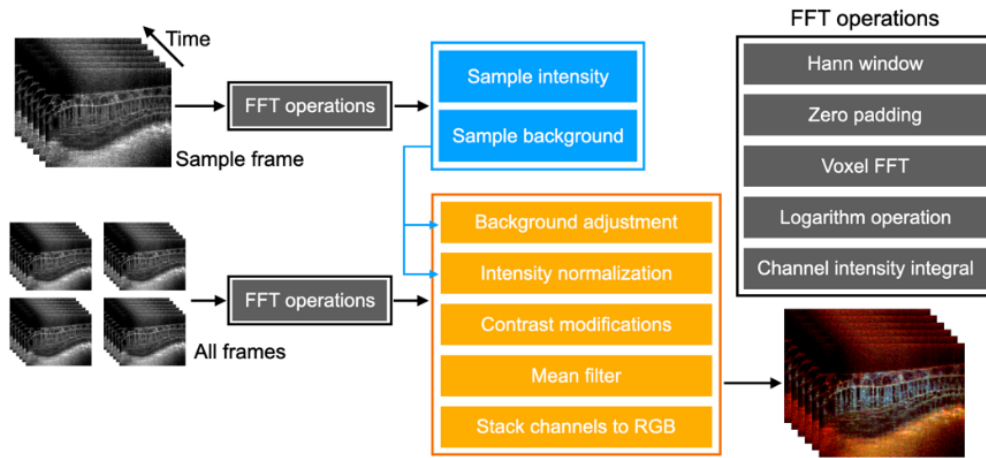 Time
Sample frame
FFT operations
Sample intensity
Sample background
All frames
FFT operations
Background adjustment
Intensity normalization
Contrast modifications
Mean filter
Stack channels to RGB
FFT operations
Hann window
Zero padding
Voxel FFT
Logarithm operation
Channel intensity integral